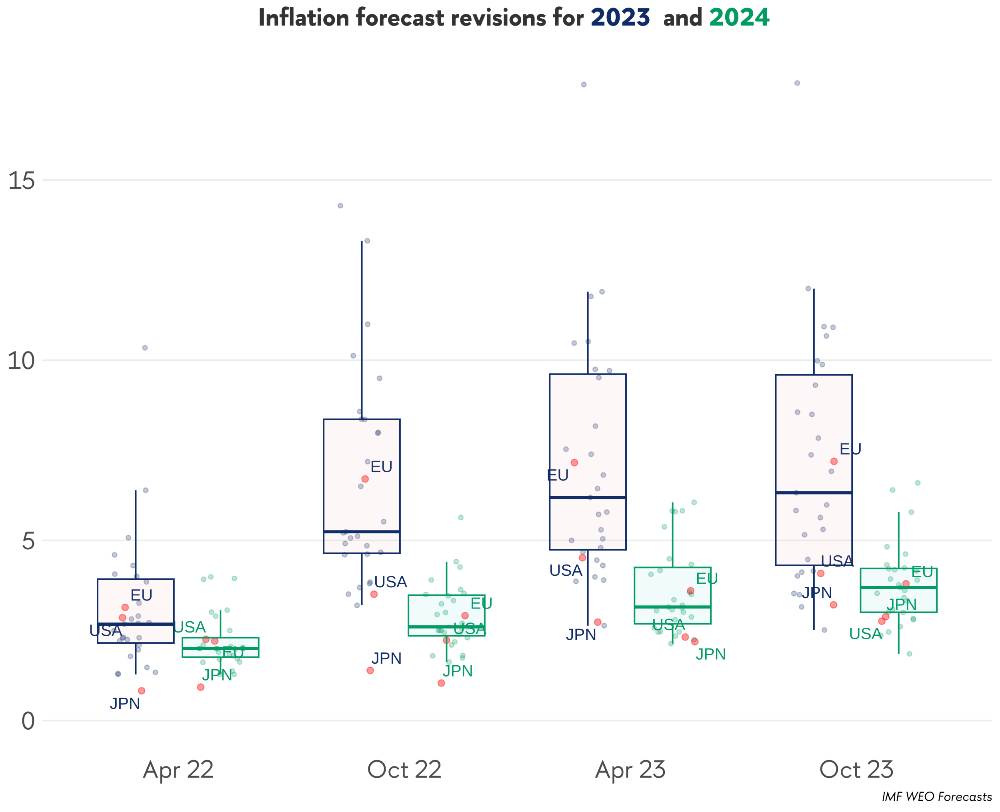 Inflation forecast revisions for 2023 and 2024
15
10
5
0
EU
USA
JPN
USA
EU
JPN
EU
USA
JPN
EU
USA
JPN
EU
USA
JPN
EU
USA
JPN
EU
USA
JPN
EU
JPN
USA
Apr 22
Oct 22
Apr 23
Oct 23
IMF WEO Forecasts